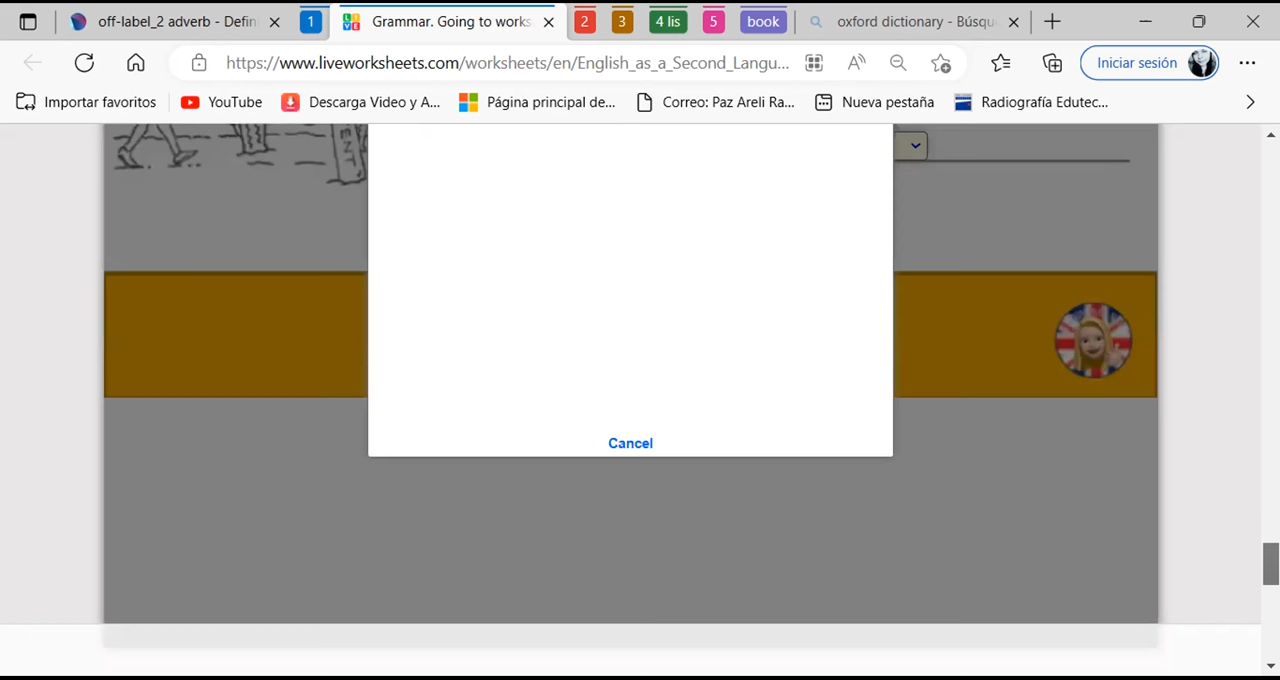 off-label_2 adverb - Defin 1 Grammar. Going to works 2 3 4 lis 5 book oxford dictionary - Búsqu
https://www.liveworksheets.com/worksheets/en/English_as_a_Second_Langu... Iniciar sesión
Importar favoritos YouTube Descarga Video y A... Página principal de... Correo: Paz Areli Ra... Nueva pestaña Radiografía Edutec...
Cancel